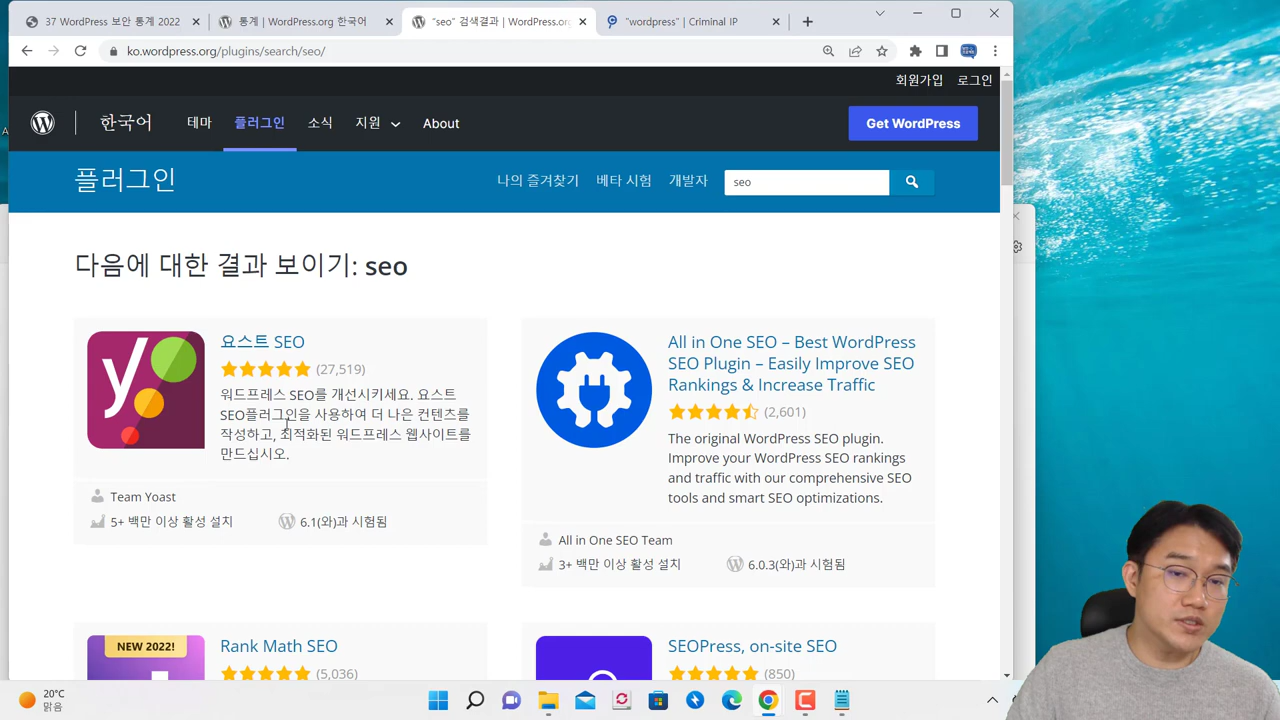 37 WordPress 보안 통계 2022
통계 | WordPress.org 한국어
"seo" 검색결과 | WordPress.org
"wordpress" | Criminal IP
ko.wordpress.org/plugins/search/seo/
회원가입 로그인
한국어 테마 플러그인 소식 지원 About Get WordPress
플러그인 나의 즐겨찾기 베타 시험 개발자 seo
다음에 대한 결과 보이기: seo
요스트 SEO
(27,519)
워드프레스 SEO를 개선시키세요. 요스트
SEO플러그인을 사용하여 더 나은 컨텐츠를
작성하고, 최적화된 워드프레스 웹사이트를
만드십시오.
Team Yoast
5+ 백만 이상 활성 설치 6.1(와)과 시험됨
All in One SEO – Best WordPress
SEO Plugin – Easily Improve SEO
Rankings & Increase Traffic
(2,601)
The original WordPress SEO plugin.
Improve your WordPress SEO rankings
and traffic with our comprehensive SEO
tools and smart SEO optimizations.
All in One SEO Team
3+ 백만 이상 활성 설치 6.0.3(와)과 시험됨
NEW 2022!
Rank Math SEO
(5,036)
SEOPress, on-site SEO
(850)
20°C
맑음